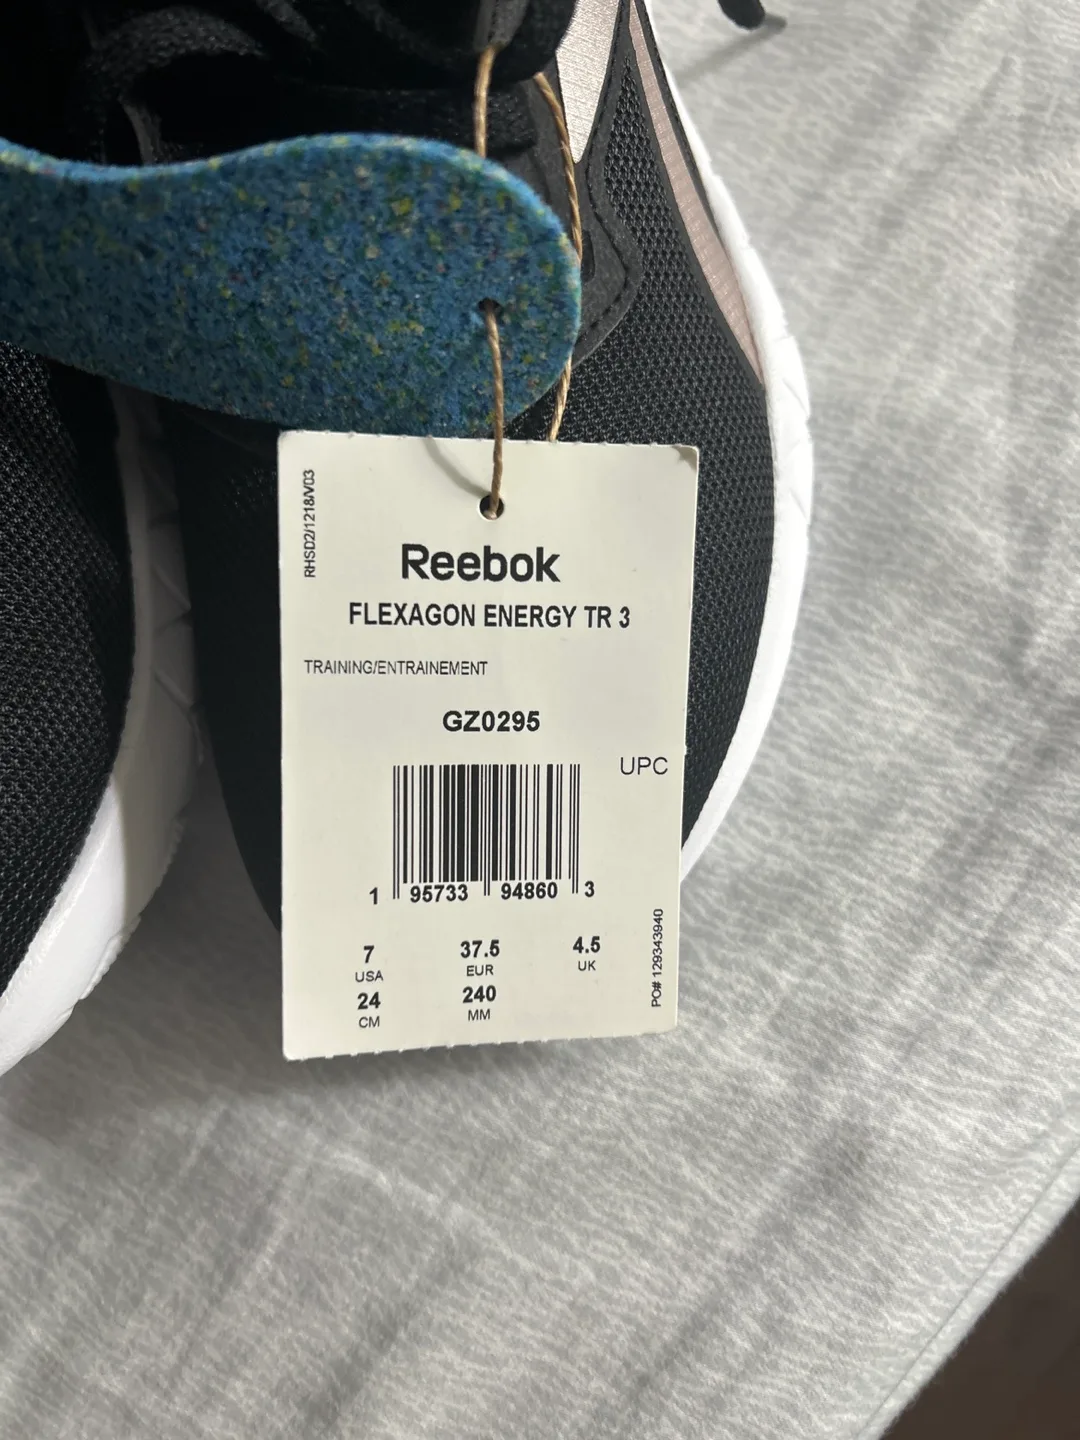 RHSD2/1218/V03
Reebok
FLEXAGON ENERGY TR 3
TRAINING/ENTRAINEMENT
GZ0295
UPC
1 95733 94860 3
7 37.5 4.5
USA EUR UK
24 240
CM MM
PO# 129343940